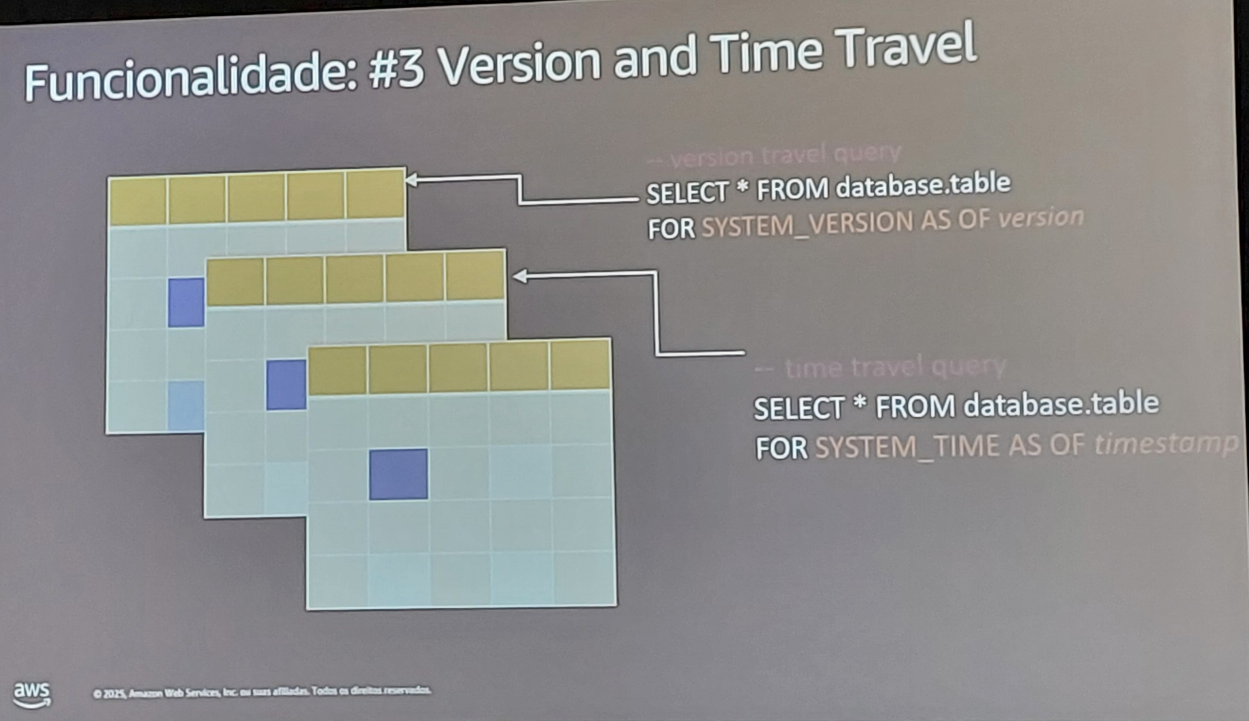 Funcionalidade: #3 Version and Time Travel
-- version travel query
SELECT * FROM database.table
FOR SYSTEM_VERSION AS OF version
-- time travel query
SELECT * FROM database.table
FOR SYSTEM_TIME AS OF timestamp
aws
© 2025, Amazon Web Services, Inc. ou suas afiliadas. Todos os direitos reservados.